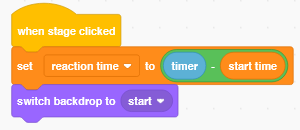 when stage clicked
set reaction time to timer - start time
switch backdrop to start